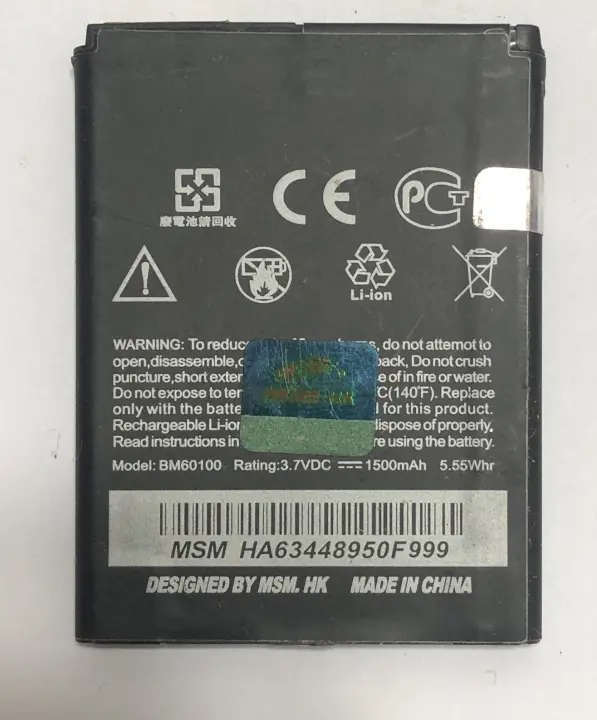 廢電池請回收
CE
PCT
Li-ion
WARNING: To reduc do not attemot to
open,disassemble, back, Do not crush
puncture,short exter e of in fire or water.
Do not expose to ter C(140°F). Replace
only with the batte for this product.
Rechargeable Li-ion dispose of properly.
Read instructions in re using the battery.
Model: BM60100 Rating:3.7VDC 1500mAh 5.55Whr
MSM HA63448950F999
DESIGNED BY MSM. HK MADE IN CHINA